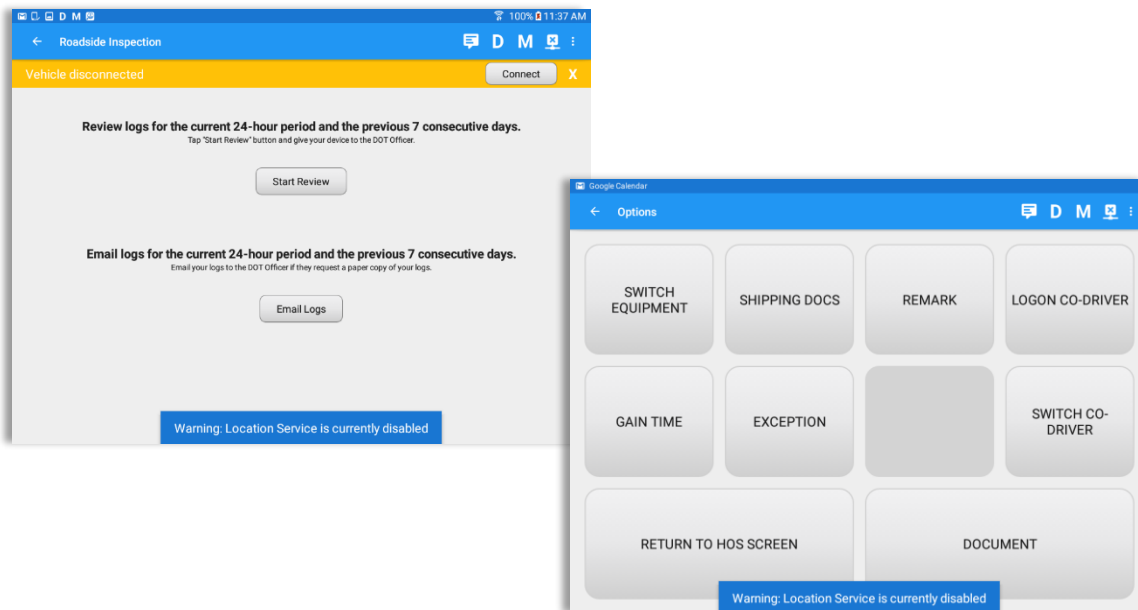 D M
100% 11:37 AM
Roadside Inspection
D M
Vehicle disconnected
Connect
X
Review logs for the current 24-hour period and the previous 7 consecutive days.
Tap "Start Review" button and give your device to the DOT Officer.
Start Review
Email logs for the current 24-hour period and the previous 7 consecutive days.
Email your logs to the DOT Officer if they request a paper copy of your logs.
Email Logs
Warning: Location Service is currently disabled
Google Calendar
Options
D M
SWITCH
EQUIPMENT
SHIPPING DOCS
REMARK
LOGON CO-DRIVER
GAIN TIME
EXCEPTION
SWITCH CO-
DRIVER
RETURN TO HOS SCREEN
DOCUMENT
Warning: Location Service is currently disabled